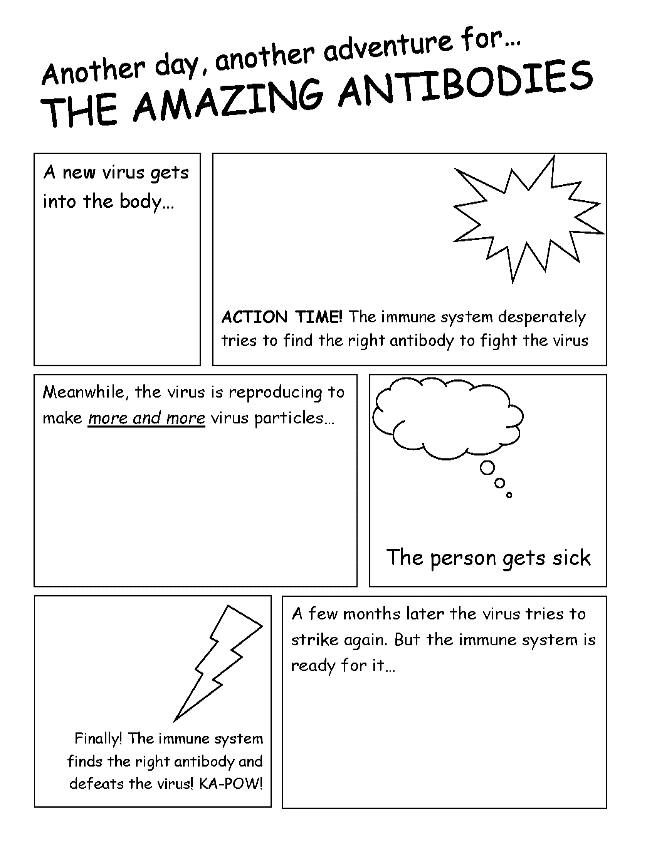 Another day, another adventure for...
THE AMAZING ANTIBODIES
A new virus gets
into the body...
ACTION TIME! The immune system desperately
tries to find the right antibody to fight the virus
Meanwhile, the virus is reproducing to
make more and more virus particles...
The person gets sick
Finally! The immune system
finds the right antibody and
defeats the virus! KA-POW!
A few months later the virus tries to
strike again. But the immune system is
ready for it...